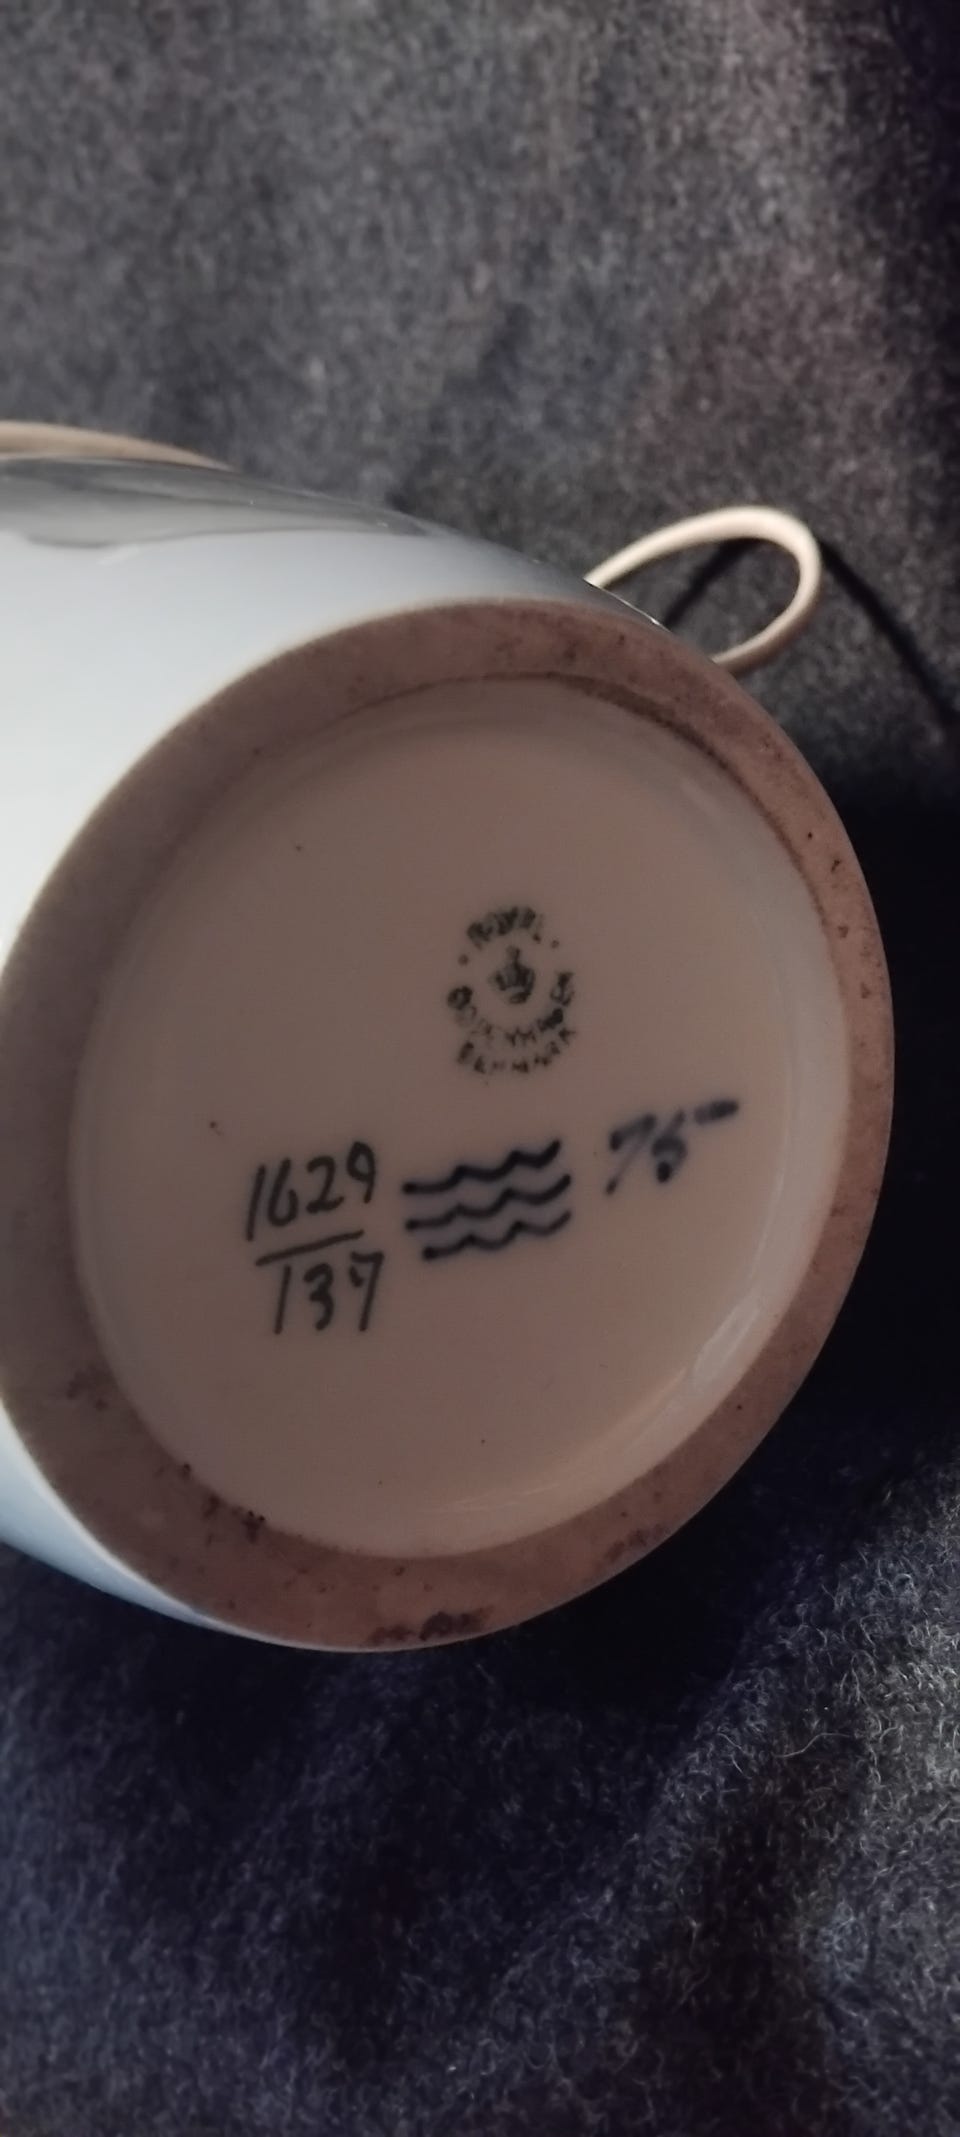 ROYAL
COPENHAGEN
DENMARK
1629 75-
137